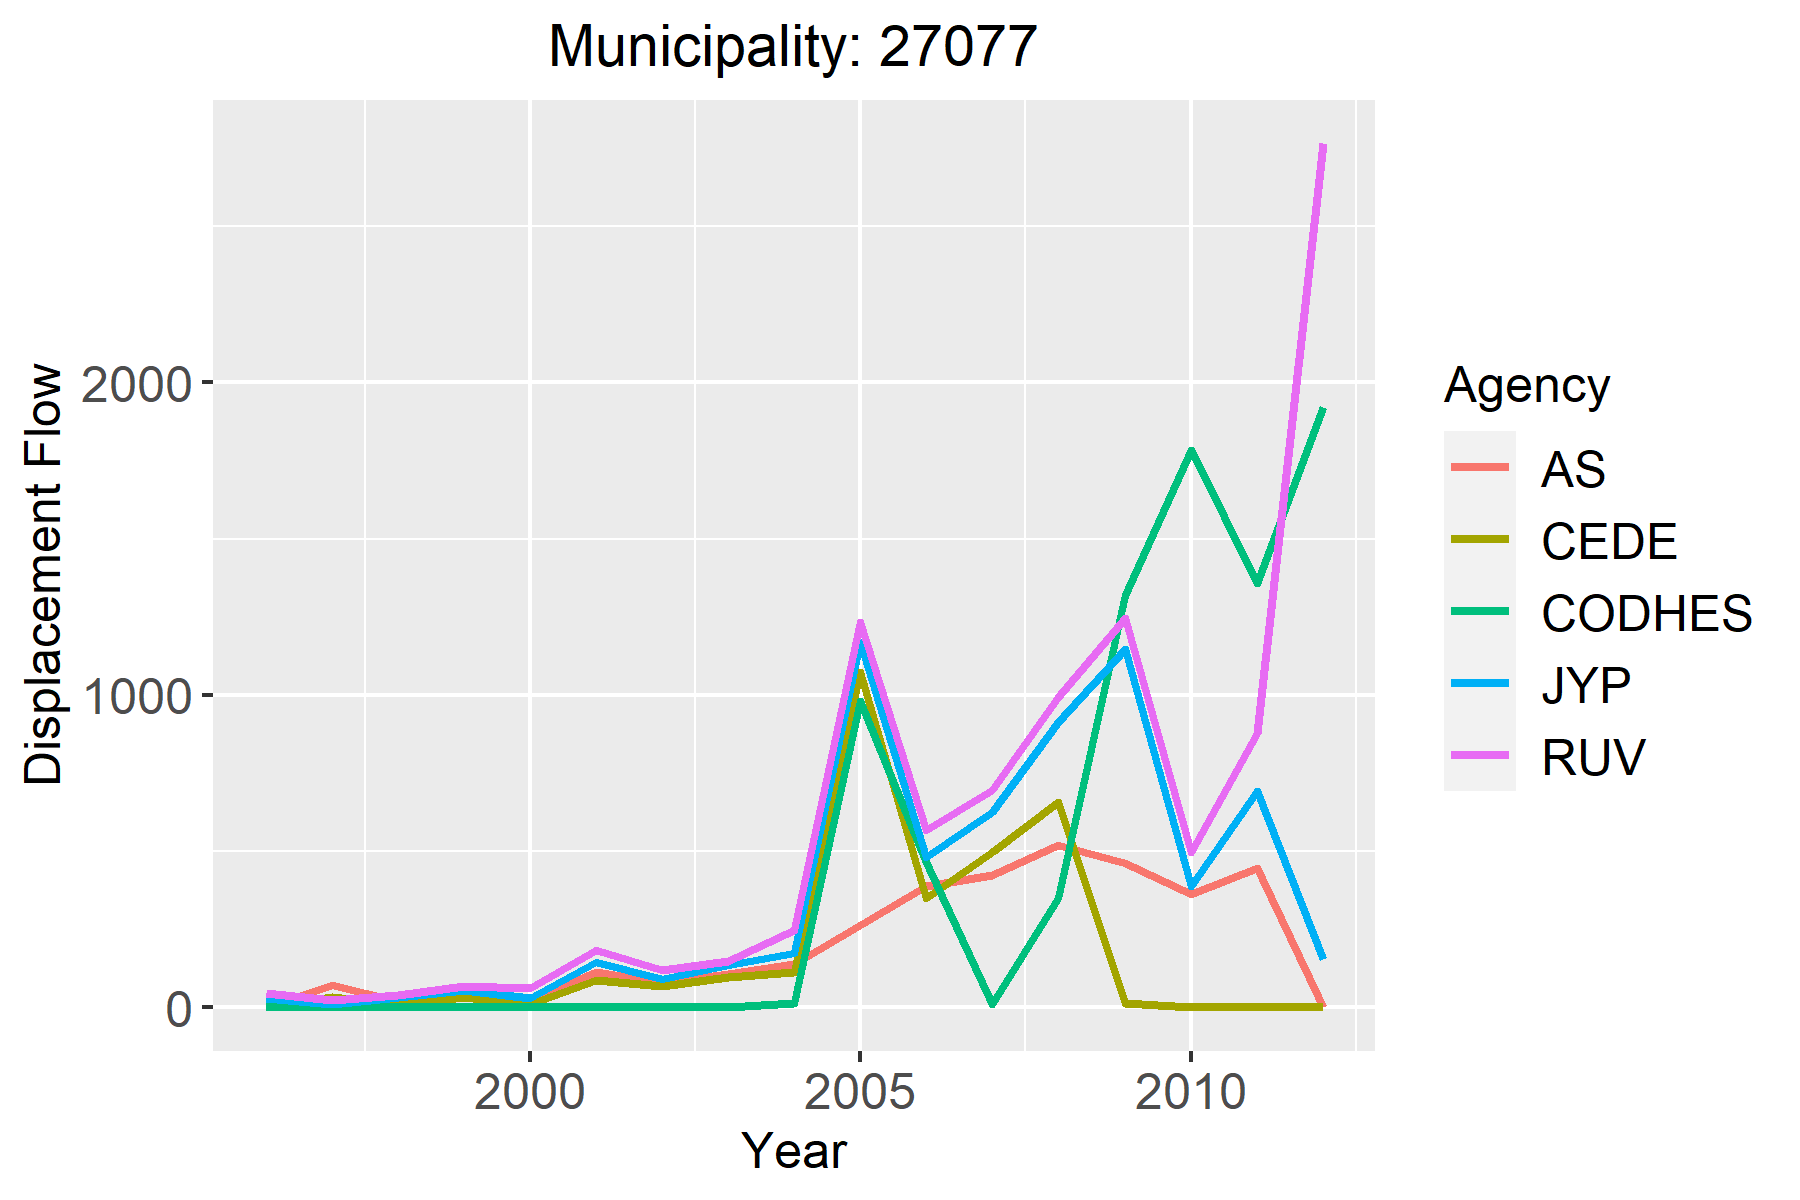 Municipality: 27077
Displacement Flow
2000
1000
0
2000 2005 2010
Year
Agency
AS
CEDE
CODHES
JYP
RUV